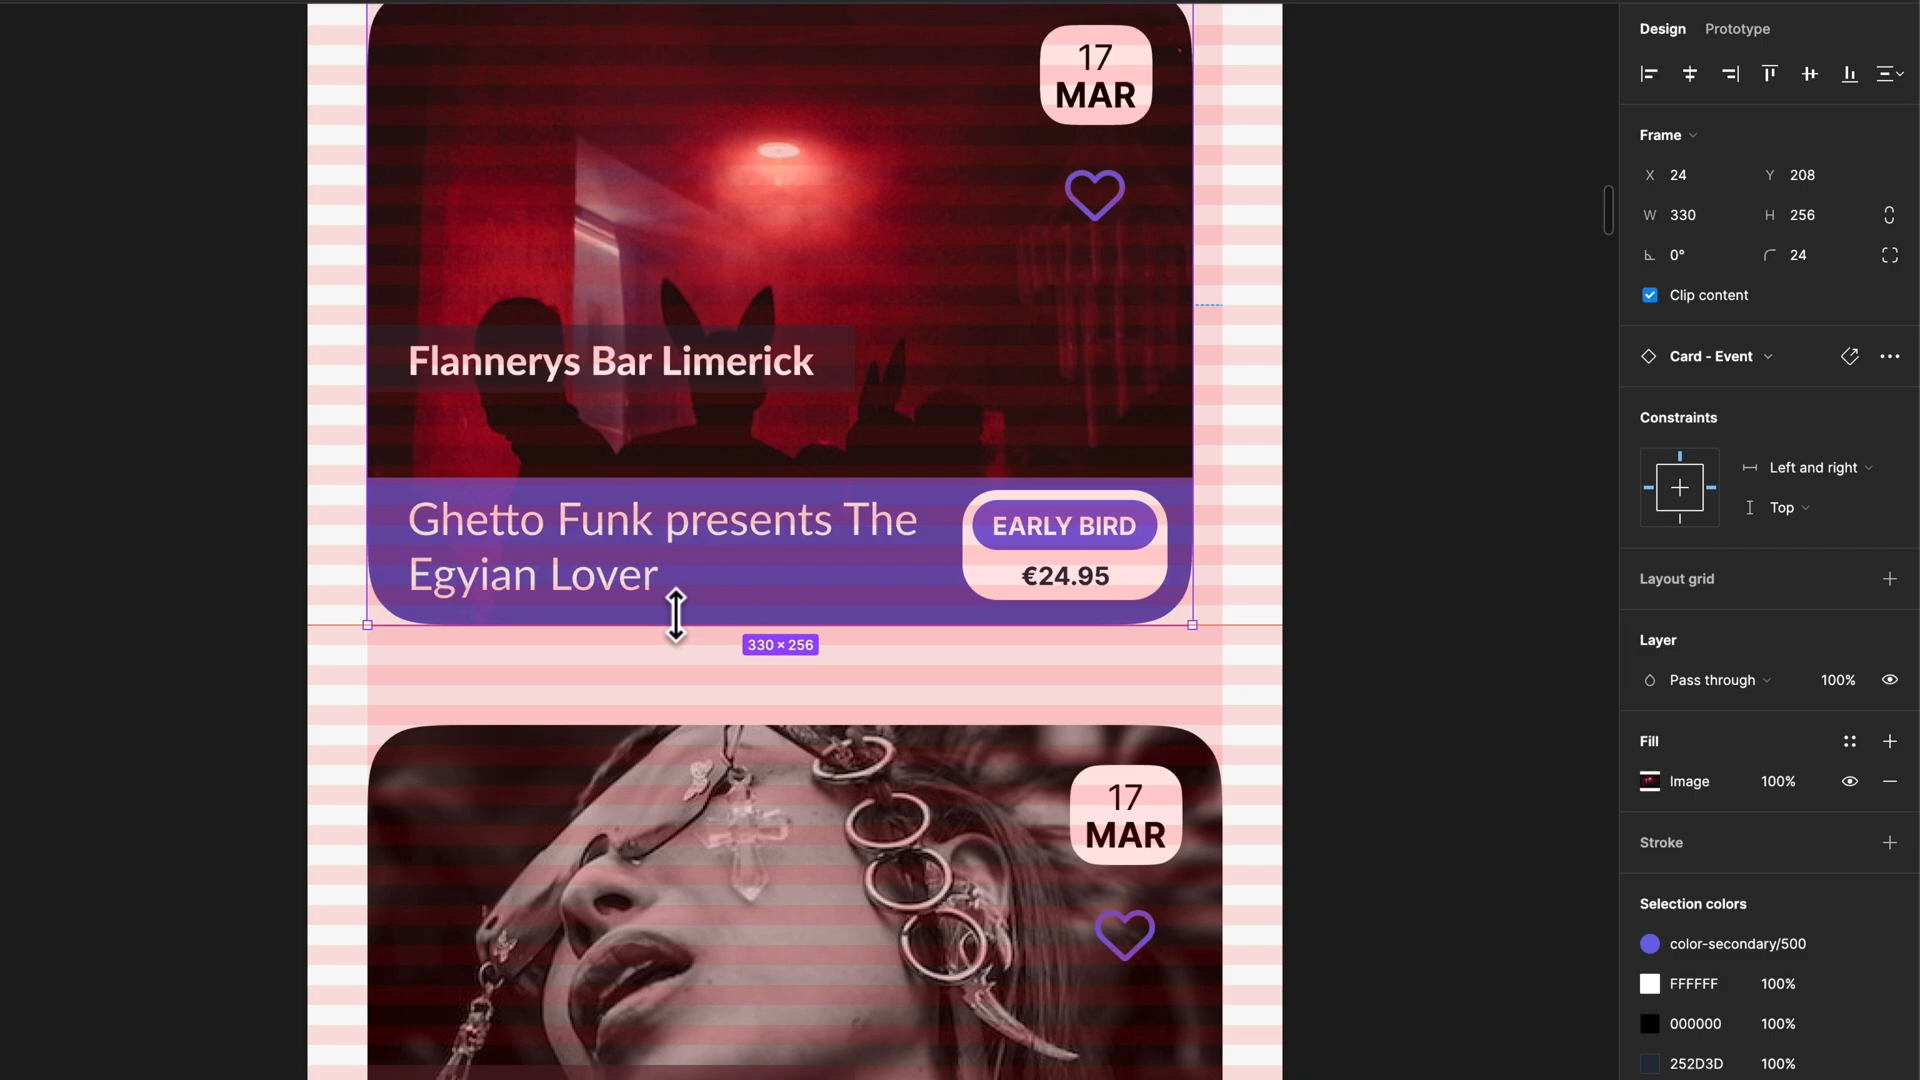 Design Prototype
17
MAR
Frame
X 24 Y 208
W 330 H 256
0° 24
Clip content
Flannerys Bar Limerick
Card - Event
Constraints
Left and right
Top
Ghetto Funk presents The
Egyian Lover
EARLY BIRD
€24.95
330 × 256
Layout grid
Layer
Pass through 100%
Fill
Image 100%
17
MAR
Stroke
Selection colors
color-secondary/500
FFFFFF 100%
000000 100%
252D3D 100%